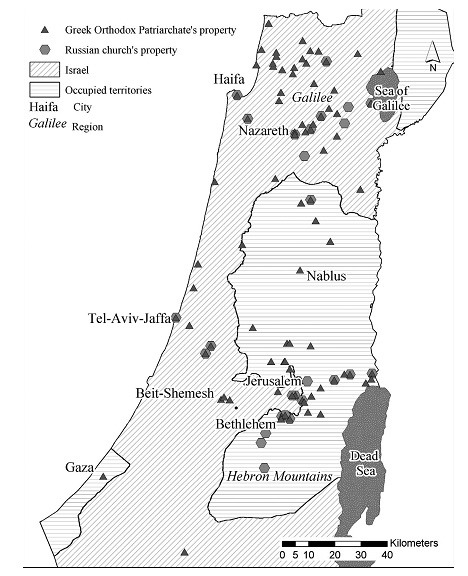 Greek Orthodox Patriarchate's property
Russian church's property
Israel
Occupied territories
Haifa City
Galilee Region
N
Haifa
Galilee
Sea of
Galilee
Nazareth
Nablus
Tel-Aviv-Jaffa
Jerusalem
Beit-Shemesh
Bethlehem
Gaza
Hebron Mountains
Dead
Sea
Kilometers
0 5 10 20 30 40